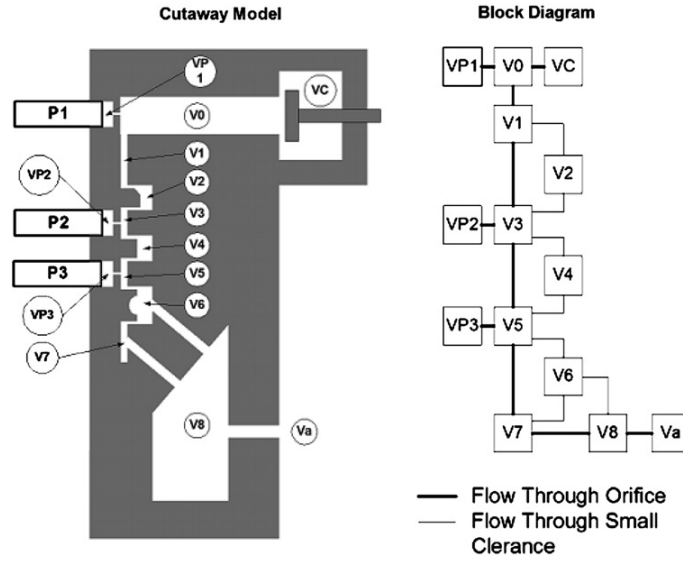 Cutaway Model
VP
1
VC
P1
V0
V1
VP2
V2
P2
V3
V4
P3
V5
V6
VP3
V7
V8
Va
Block Diagram
VP1 V0 VC
V1
V2
VP2 V3
V4
VP3 V5
V6
V7 V8 Va
Flow Through Orifice
Flow Through Small
Clerance